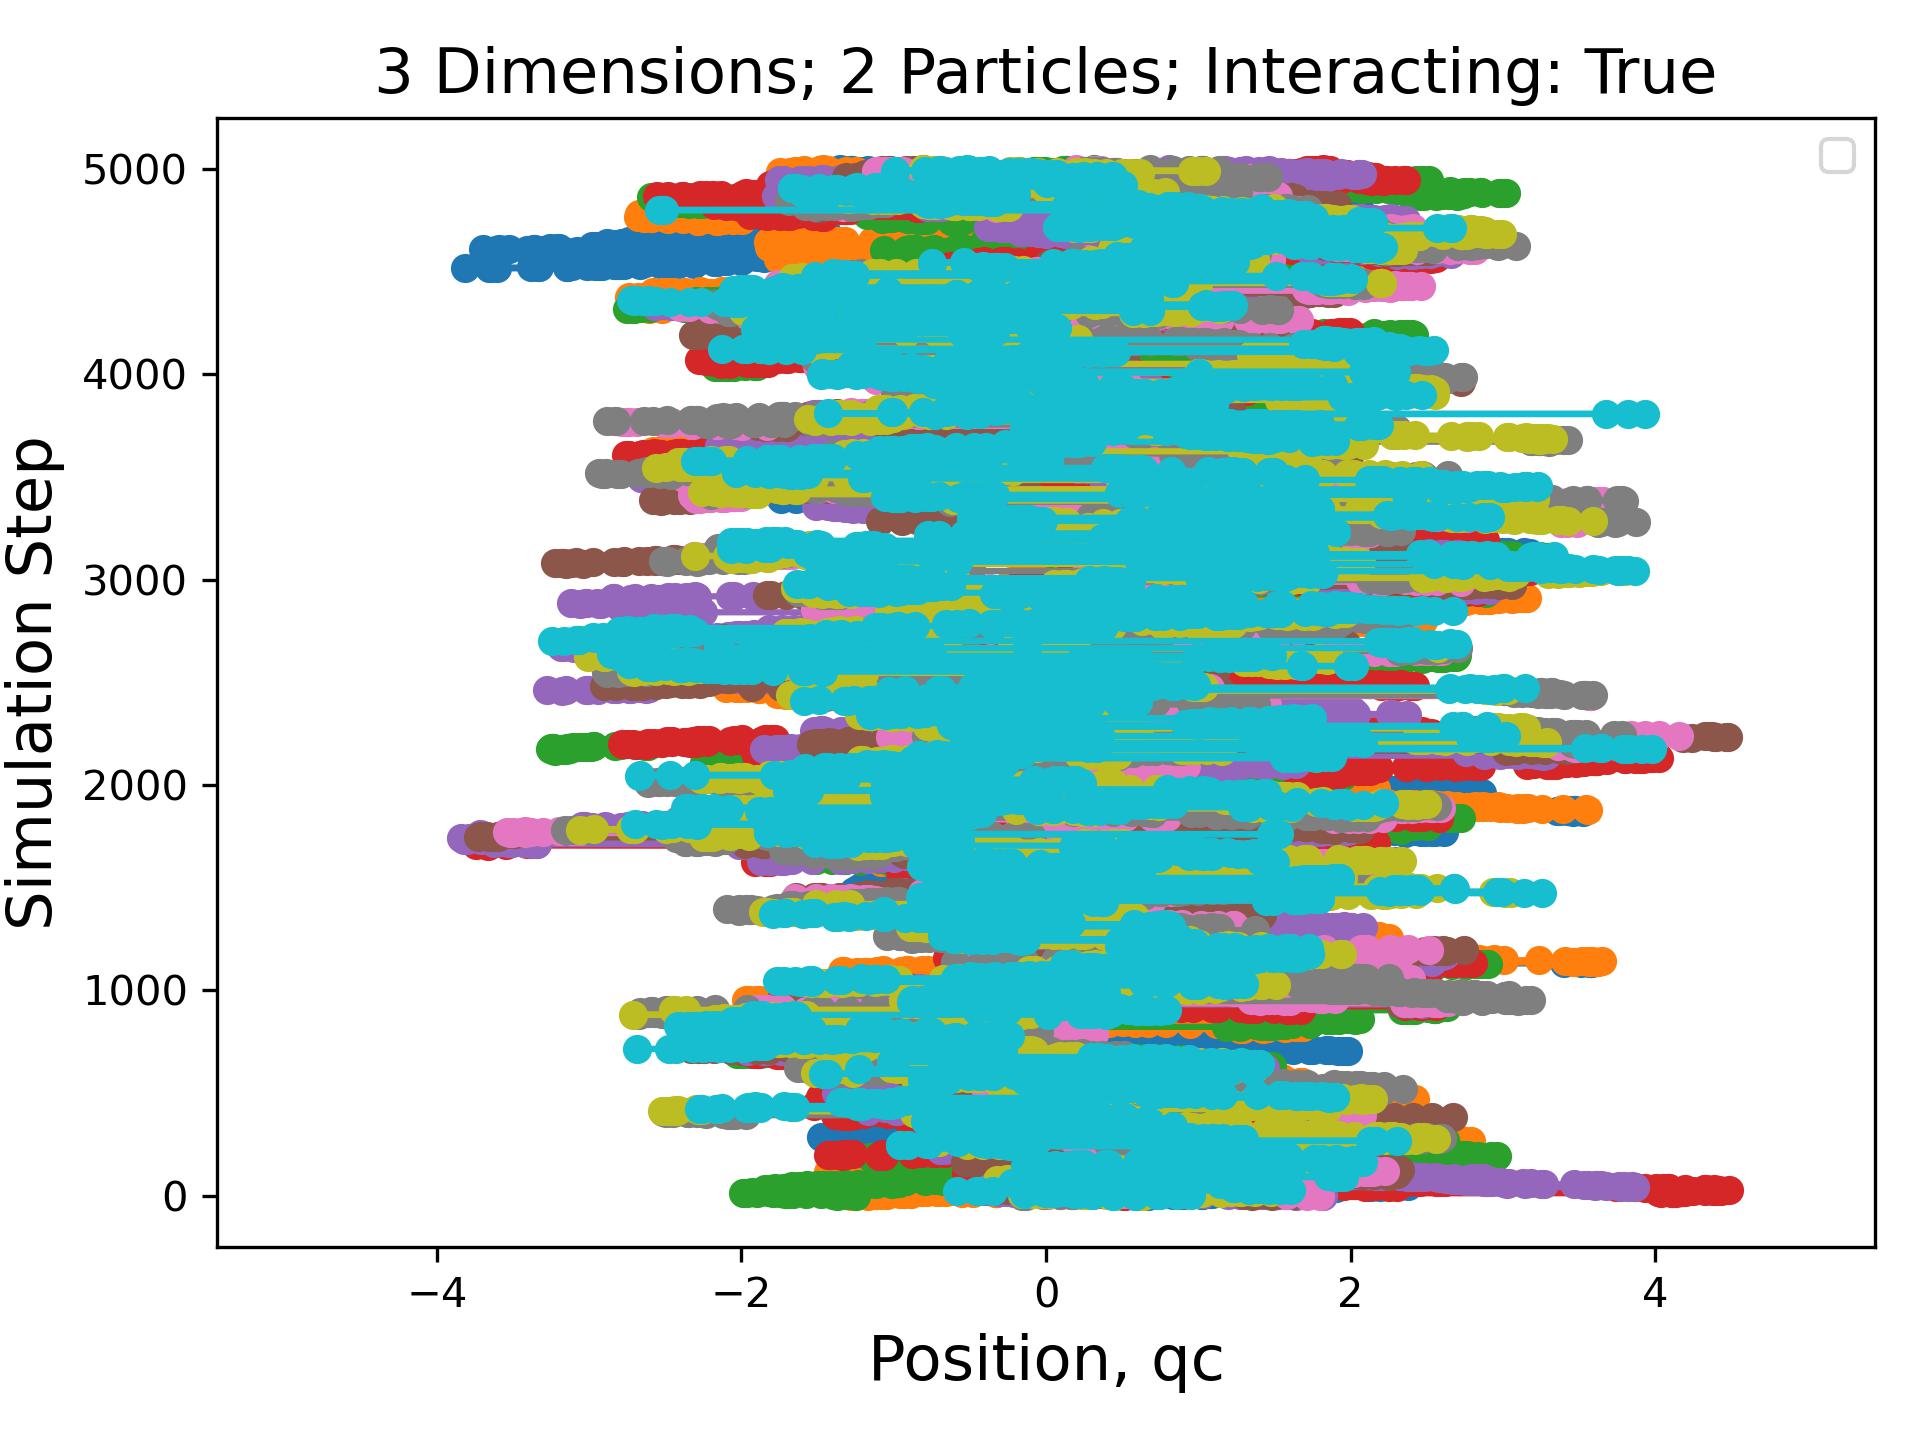 3 Dimensions; 2 Particles; Interacting: True
5000
4000
3000
2000
1000
0
Simulation Step
−4 −2 0 2 4
Position, qc